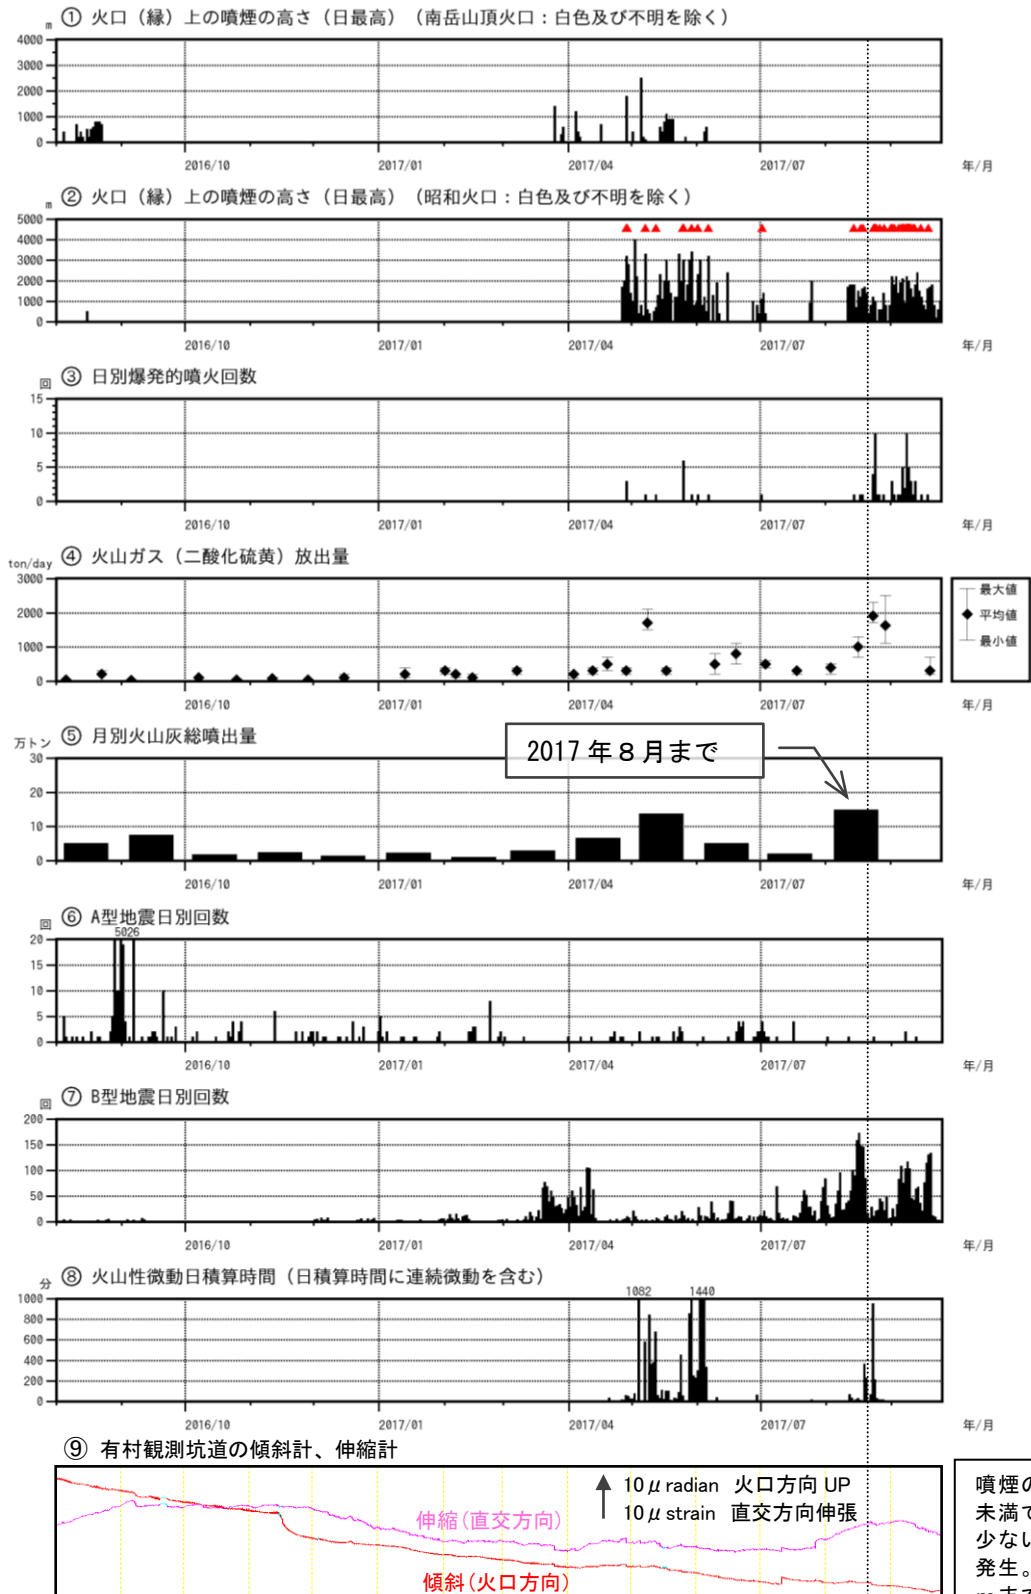 ① 火口（縁）上の噴煙の高さ（日最高）（南岳山頂火口：白色及び不明を除く）
m
4000
3000
2000
1000
0
2016/10 2017/01 2017/04 2017/07 年/月
② 火口（縁）上の噴煙の高さ（日最高）（昭和火口：白色及び不明を除く）
m
5000
4000
3000
2000
1000
0
2016/10 2017/01 2017/04 2017/07 年/月
③ 日別爆発的噴火回数
回
15
10
5
0
2016/10 2017/01 2017/04 2017/07 年/月
④ 火山ガス（二酸化硫黄）放出量
ton/day
3000
2000
1000
0
最大値
平均値
最小値
2016/10 2017/01 2017/04 2017/07 年/月
⑤ 月別火山灰総噴出量
万トン
30
20
10
0
2017年８月まで
2016/10 2017/01 2017/04 2017/07 年/月
⑥ A型地震日別回数
回
5026
20
15
10
5
0
2016/10 2017/01 2017/04 2017/07 年/月
⑦ B型地震日別回数
回
200
150
100
50
0
2016/10 2017/01 2017/04 2017/07 年/月
⑧ 火山性微動日積算時間（日積算時間に連続微動を含む）
分
1082 1440
1000
800
600
400
200
0
2016/10 2017/01 2017/04 2017/07 年/月
⑨ 有村観測坑道の傾斜計、伸縮計
10μradian 火口方向 UP
10μstrain 直交方向伸張
伸縮(直交方向)
傾斜(火口方向)
噴煙の
未満で
少ない
発生。